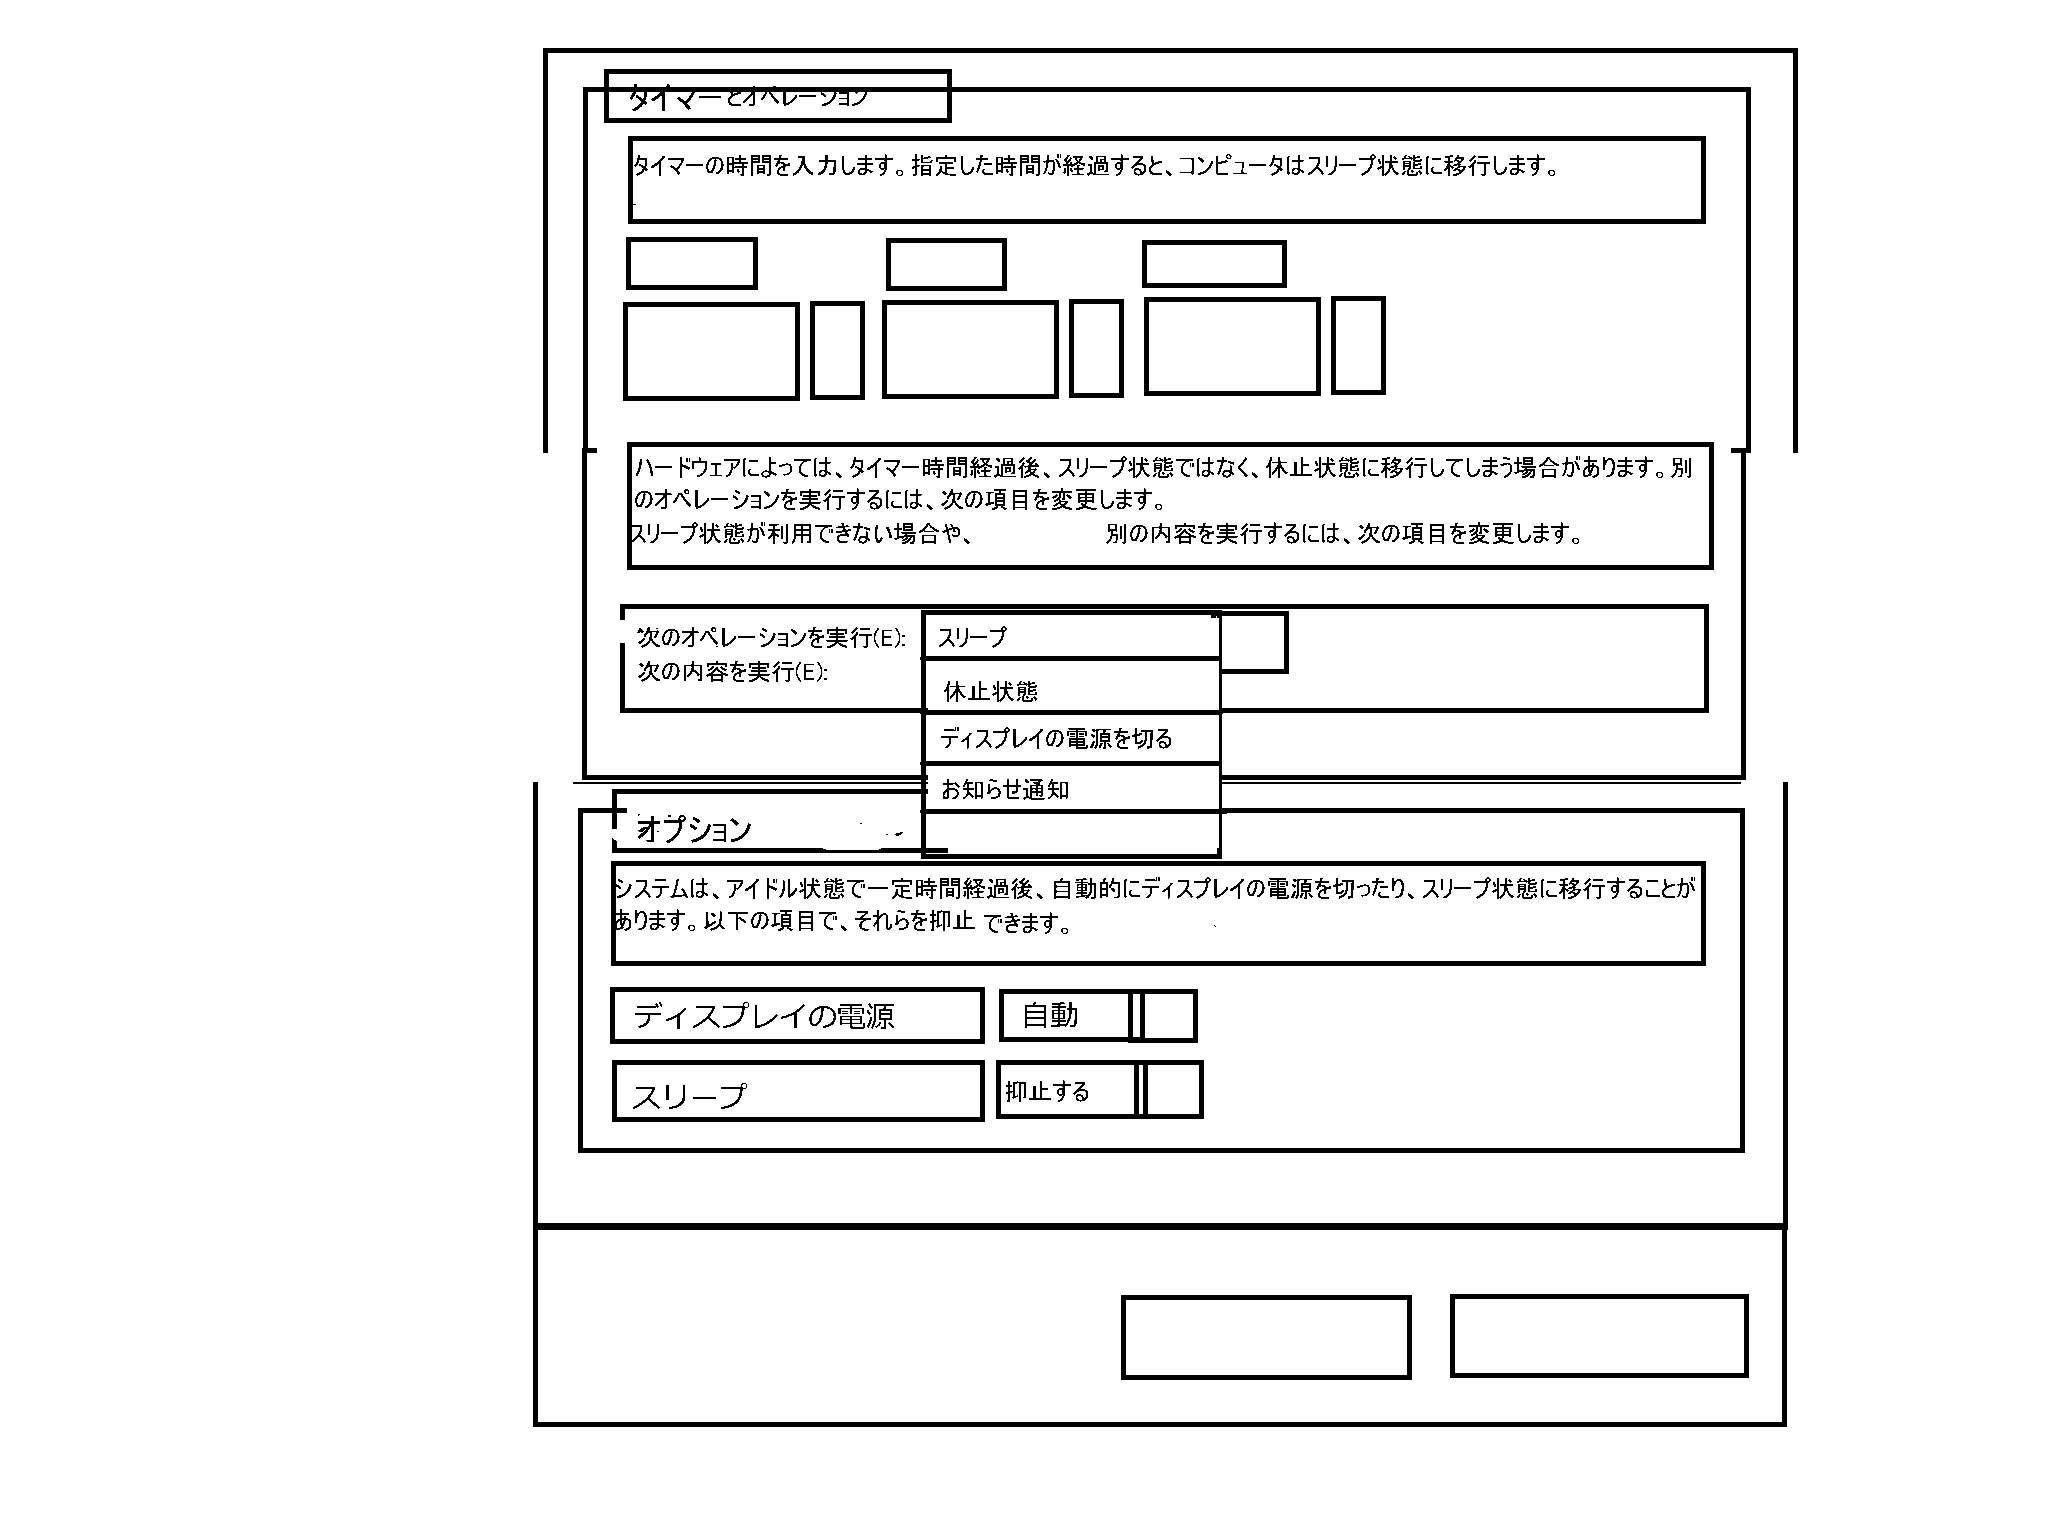 タイマーとオペレーション
タイマーの時間を入力します。指定した時間が経過すると、コンピュータはスリープ状態に移行します。
ハードウェアによっては、タイマー時間経過後、スリープ状態ではなく、休止状態に移行してしまう場合があります。別
のオペレーションを実行するには、次の項目を変更します。
スリープ状態が利用できない場合や、 別の内容を実行するには、次の項目を変更します。
次のオペレーションを実行(E): スリープ
次の内容を実行(E):
休止状態
ディスプレイの電源を切る
お知らせ通知
オプション
システムは、アイドル状態で一定時間経過後、自動的にディスプレイの電源を切ったり、スリープ状態に移行することが
あります。以下の項目で、それらを抑止 できます。
ディスプレイの電源 自動
スリープ 抑止する